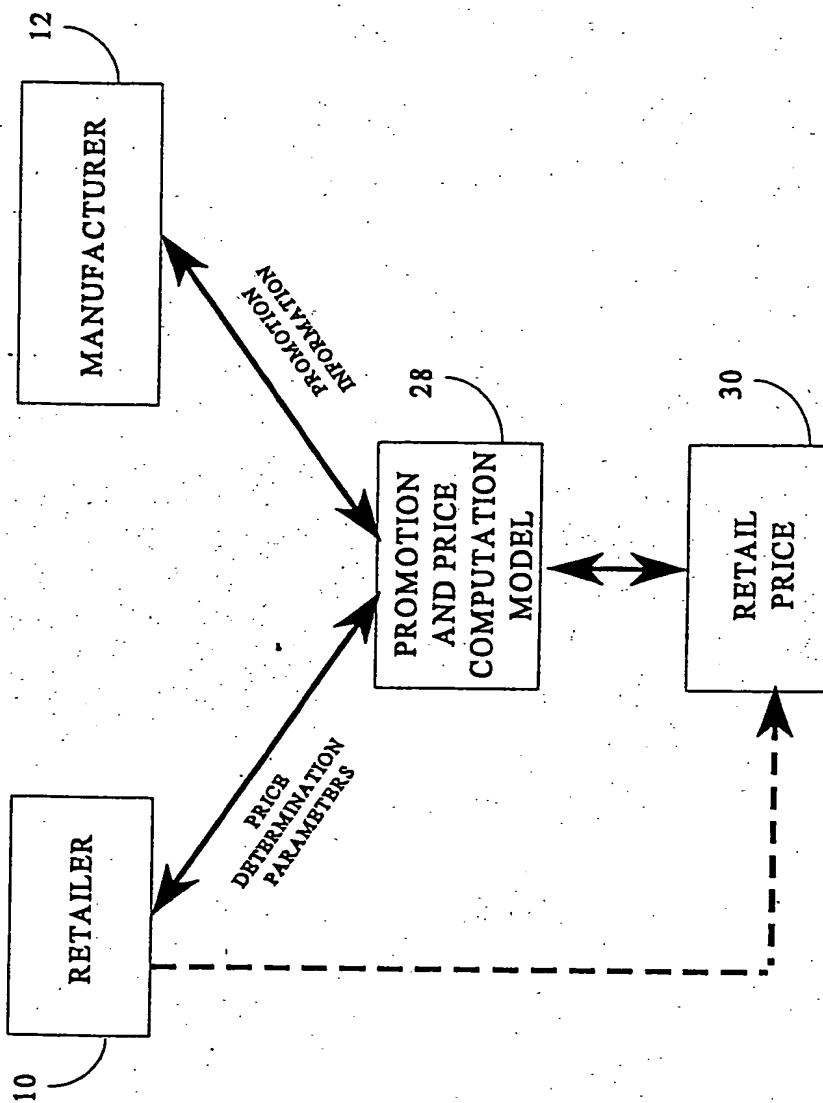 10
RETAILER
MANUFACTURER
12
PRICE
DETERMINATION
PARAMETERS
PROMOTION
INFORMATION
PROMOTION
AND PRICE
COMPUTATION
MODEL
28
RETAIL
PRICE
30